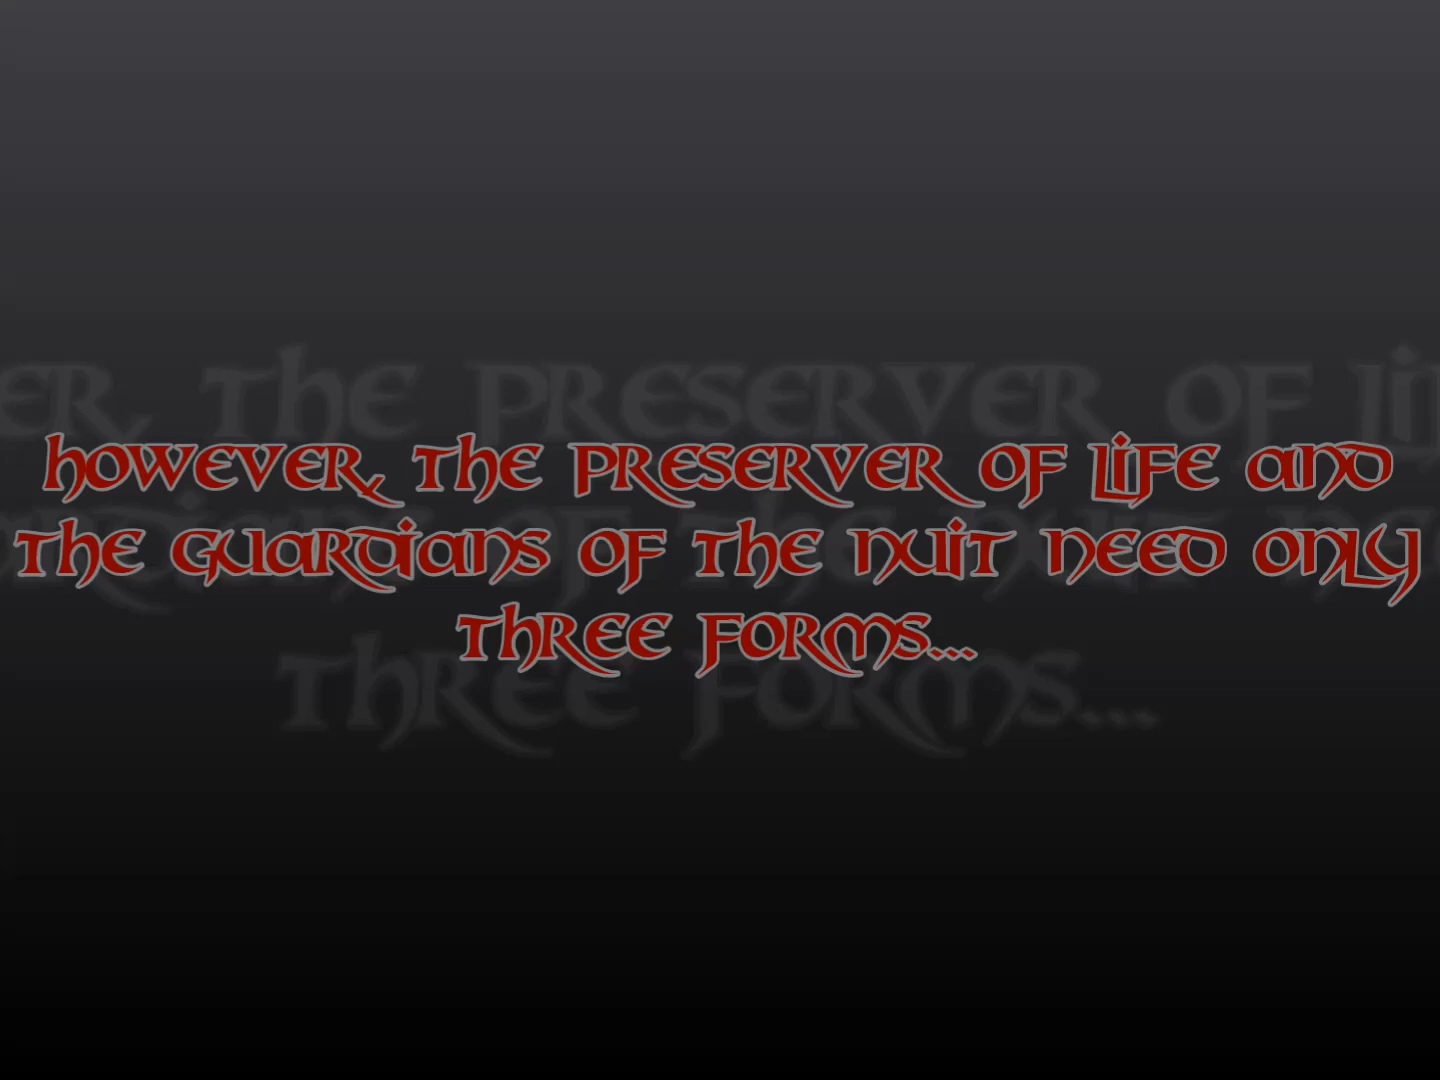 however, the preserver of life and
the guardians of the nuit need only
three forms...